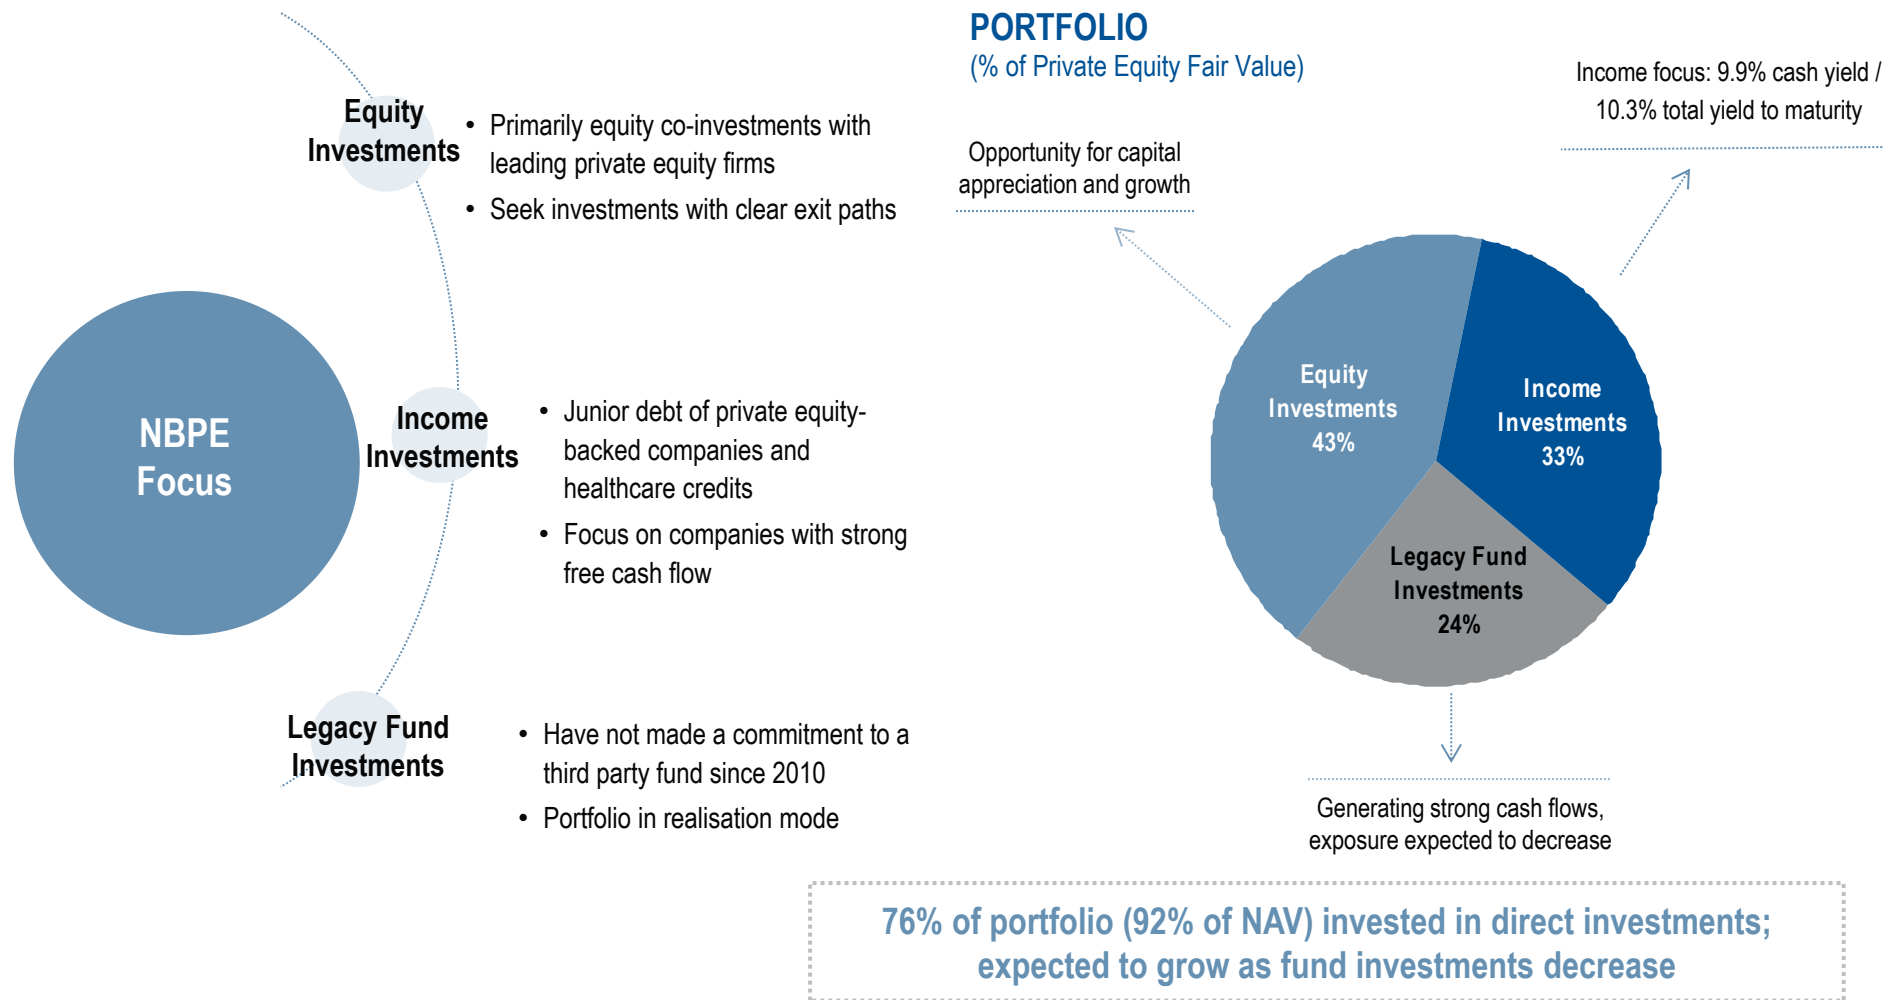 NBPE
Focus
Equity
Investments
• Primarily equity co-investments with
leading private equity firms
• Seek investments with clear exit paths
Income
Investments
• Junior debt of private equity-
backed companies and
healthcare credits
• Focus on companies with strong
free cash flow
Legacy Fund
Investments
• Have not made a commitment to a
third party fund since 2010
• Portfolio in realisation mode
PORTFOLIO
(% of Private Equity Fair Value)
Opportunity for capital
appreciation and growth
Income focus: 9.9% cash yield /
10.3% total yield to maturity
Equity
Investments
43%
Income
Investments
33%
Legacy Fund
Investments
24%
Generating strong cash flows,
exposure expected to decrease
76% of portfolio (92% of NAV) invested in direct investments;
expected to grow as fund investments decrease